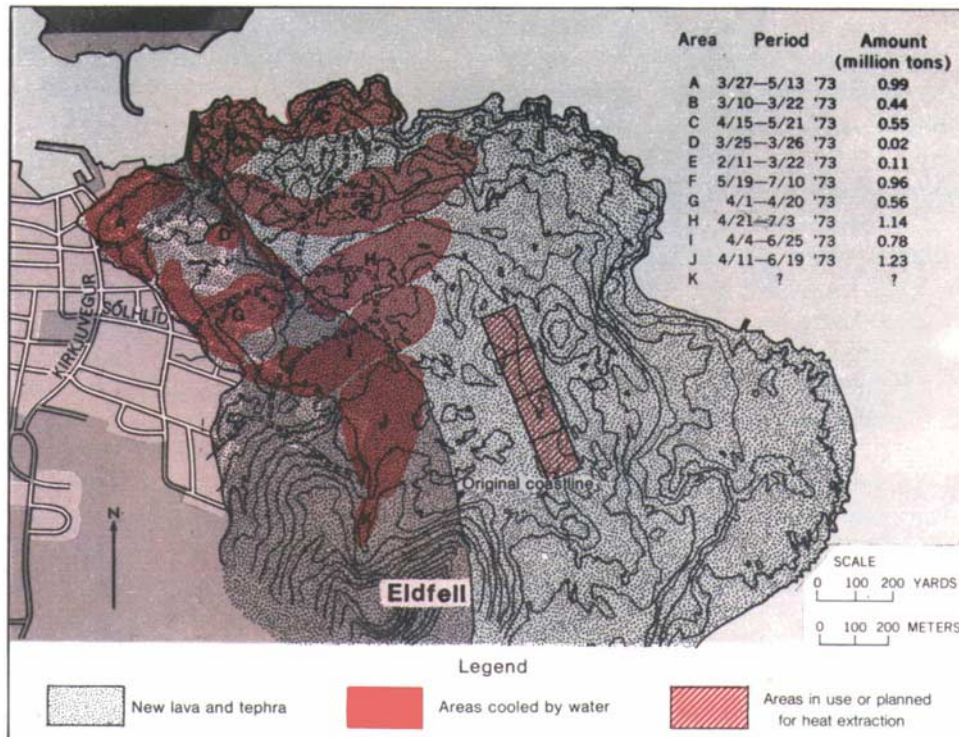 Area Period Amount
(million tons)
A 3/27—5/13 '73 0.99
B 3/10—3/22 '73 0.44
C 4/15—5/21 '73 0.55
D 3/25—3/26 '73 0.02
E 2/11—3/22 '73 0.11
F 5/19—7/10 '73 0.96
G 4/1—4/20 '73 0.56
H 4/21—7/3 '73 1.14
I 4/4—6/25 '73 0.78
J 4/11—6/19 '73 1.23
K ? ?
C
A
D
H
G
SÓLHLÍÐ
KIRKJUVEGUR
I
J
Original coastline
N
Eldfell
SCALE
0 100 200 YARDS
0 100 200 METERS
Legend
New lava and tephra
Areas cooled by water
Areas in use or planned
for heat extraction